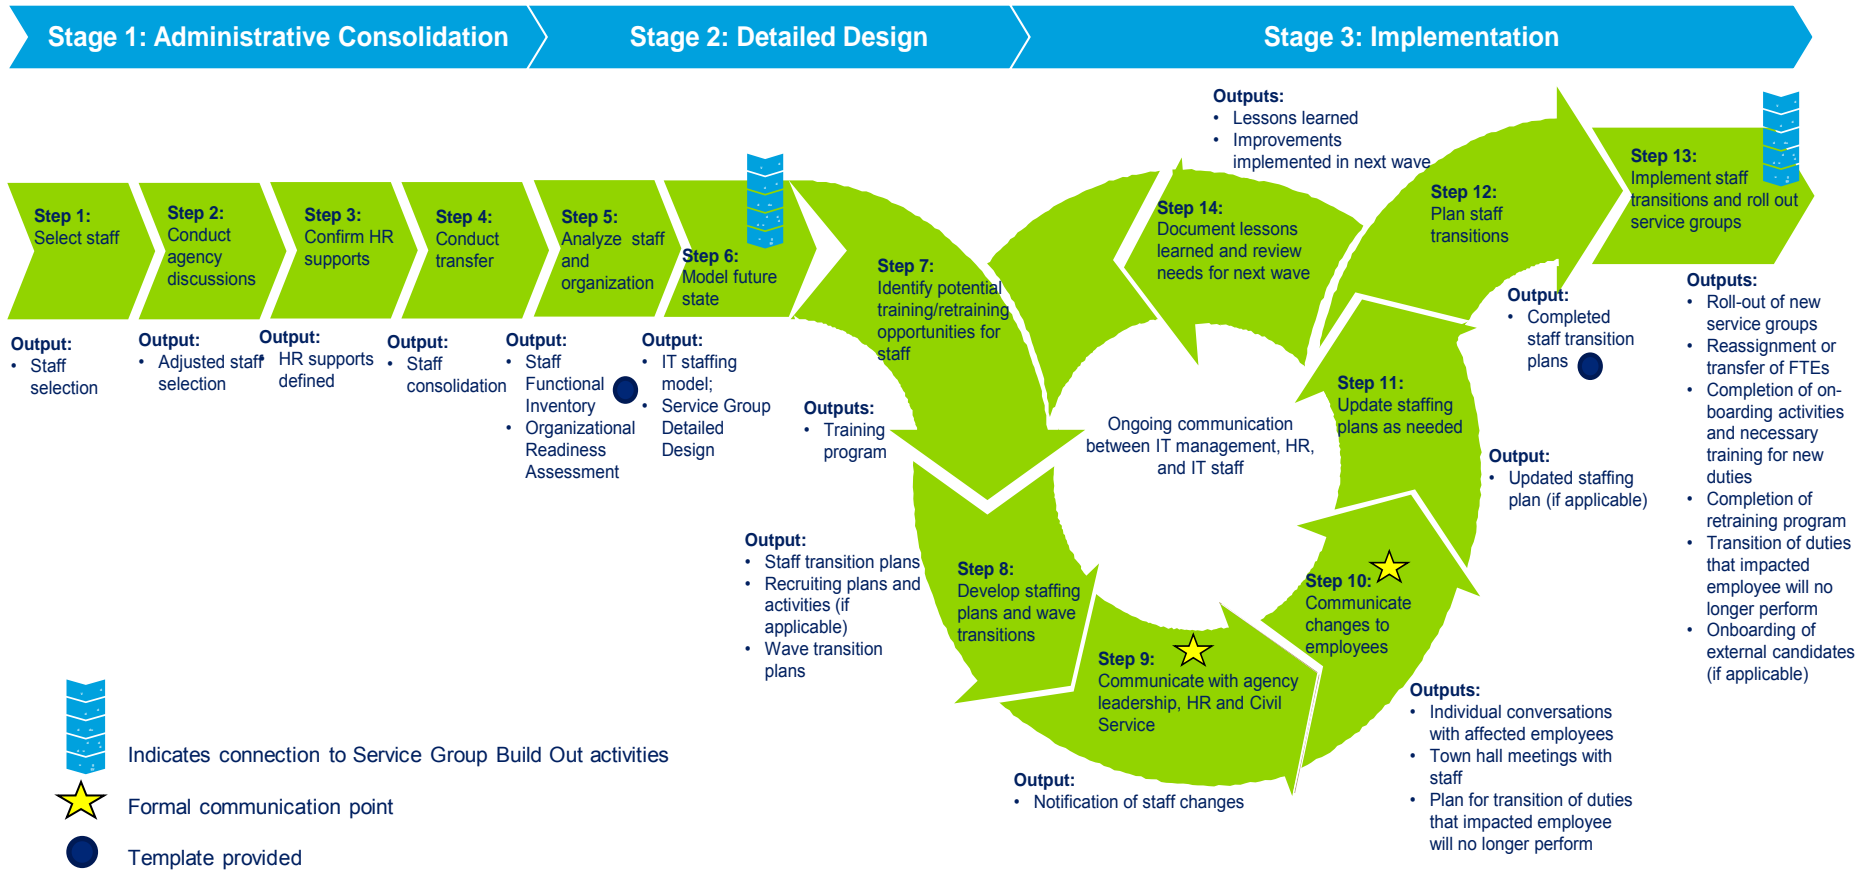 Stage 1: Administrative Consolidation
Stage 2: Detailed Design
Stage 3: Implementation
Step 1:
Select staff
Output:
• Staff
selection
Step 2:
Conduct
agency
discussions
Output:
• Adjusted staff
selection
Step 3:
Confirm HR
supports
Output:
• HR supports
defined
Step 4:
Conduct
transfer
Output:
• Staff
consolidation
Step 5:
Analyze staff
and
organization
Output:
• Staff
Functional
Inventory
• Organizational
Readiness
Assessment
Step 6:
Model future
state
Output:
• IT staffing
model;
• Service Group
Detailed
Design
Step 7:
Identify potential
training/retraining
opportunities for
staff
Outputs:
• Training
program
Step 8:
Develop staffing
plans and wave
transitions
Output:
• Staff transition plans
• Recruiting plans and
activities (if
applicable)
• Wave transition
plans
Step 9:
Communicate with agency
leadership, HR and Civil
Service
Output:
• Notification of staff changes
Step 10:
Communicate
changes to
employees
Outputs:
• Individual conversations
with affected employees
• Town hall meetings with
staff
• Plan for transition of duties
that impacted employee
will no longer perform
Step 11:
Update staffing
plans as needed
Output:
• Updated staffing
plan (if applicable)
Step 12:
Plan staff
transitions
Output:
• Completed
staff transition
plans
Step 13:
Implement staff
transitions and roll out
service groups
Outputs:
• Roll-out of new
service groups
• Reassignment or
transfer of FTEs
• Completion of on-
boarding activities
and necessary
training for new
duties
• Completion of
retraining program
• Transition of duties
that impacted
employee will no
longer perform
• Onboarding of
external candidates
(if applicable)
Step 14:
Document lessons
learned and review
needs for next wave
Outputs:
• Lessons learned
• Improvements
implemented in next wave
Ongoing communication
between IT management, HR,
and IT staff
Indicates connection to Service Group Build Out activities
Formal communication point
Template provided